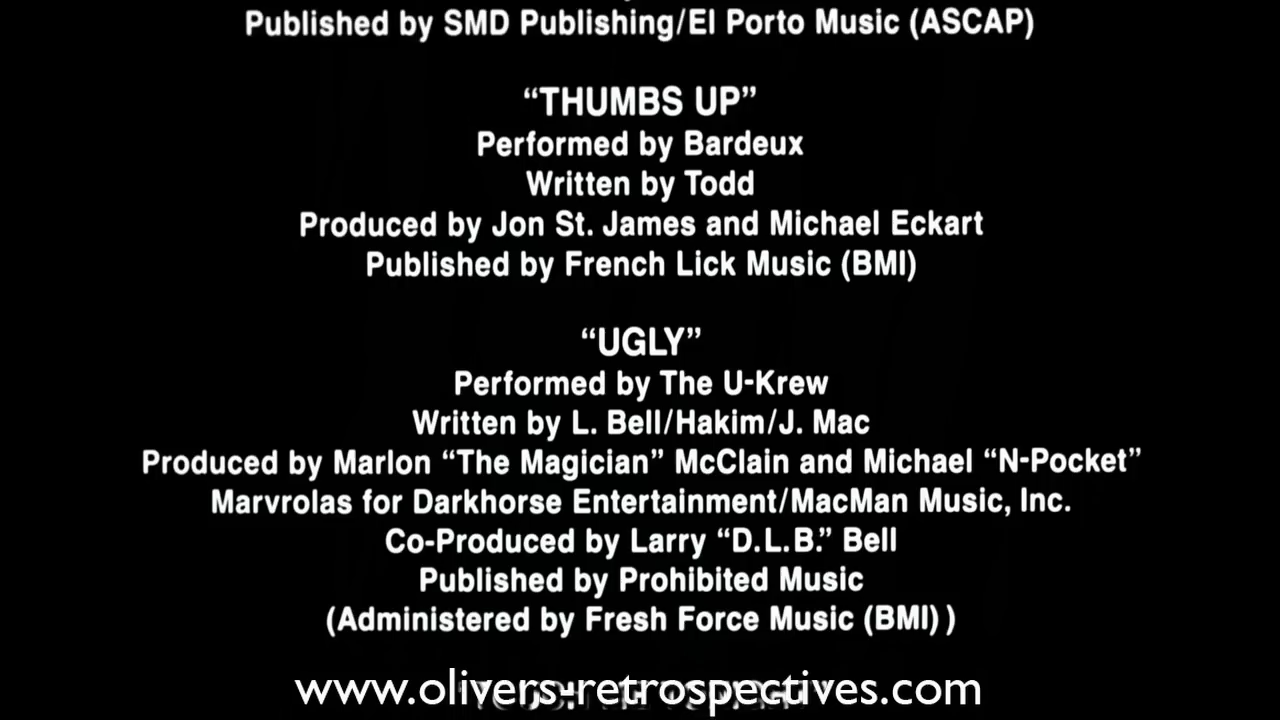 Published by SMD Publishing/El Porto Music (ASCAP)
“THUMBS UP”
Performed by Bardeux
Written by Todd
Produced by Jon St. James and Michael Eckart
Published by French Lick Music (BMI)
“UGLY”
Performed by The U-Krew
Written by L. Bell/Hakim/J. Mac
Produced by Marlon “The Magician” McClain and Michael “N-Pocket”
Marvrolas for Darkhorse Entertainment/MacMan Music, Inc.
Co-Produced by Larry “D.L.B.” Bell
Published by Prohibited Music
(Administered by Fresh Force Music (BMI) )
www.olivers-retrospectives.com